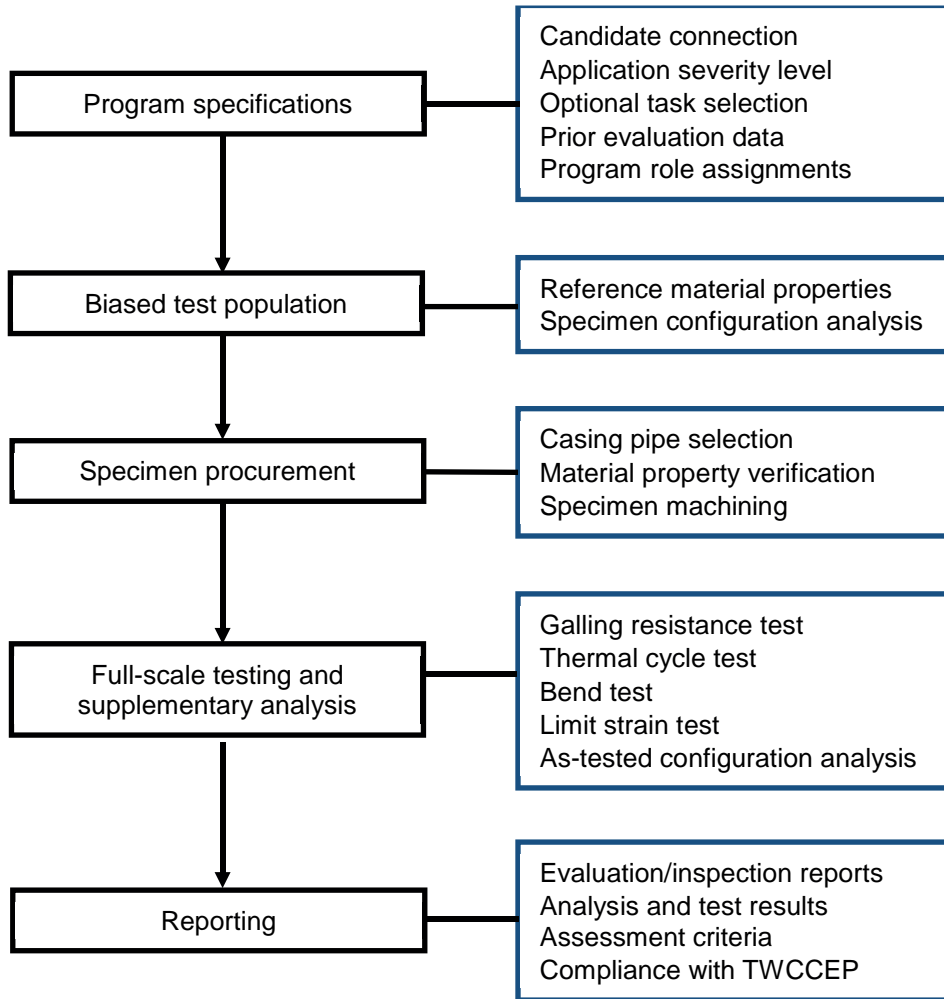 Program specifications
Candidate connection
Application severity level
Optional task selection
Prior evaluation data
Program role assignments
Biased test population
Reference material properties
Specimen configuration analysis
Specimen procurement
Casing pipe selection
Material property verification
Specimen machining
Full-scale testing and
supplementary analysis
Galling resistance test
Thermal cycle test
Bend test
Limit strain test
As-tested configuration analysis
Reporting
Evaluation/inspection reports
Analysis and test results
Assessment criteria
Compliance with TWCCEP